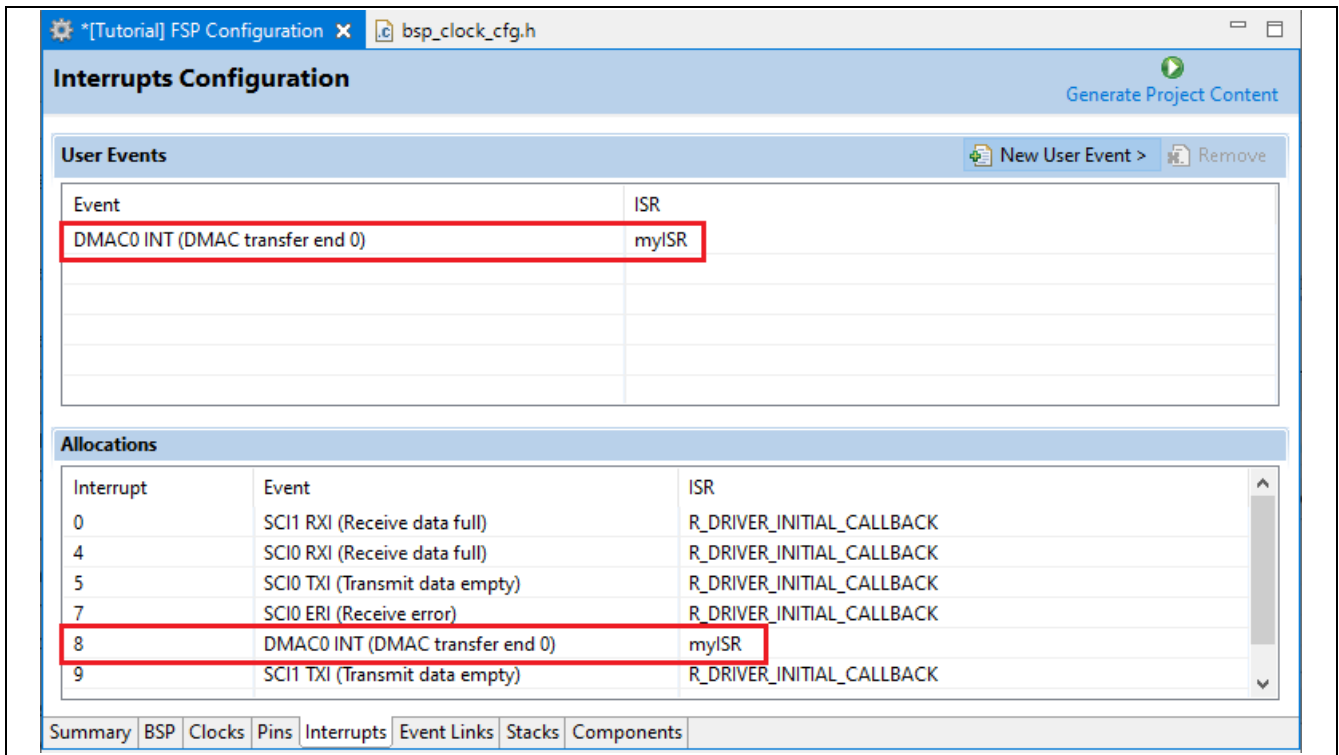 *[Tutorial] FSP Configuration bsp_clock_cfg.h
Interrupts Configuration
Generate Project Content
User Events New User Event > Remove
Event ISR
DMAC0 INT (DMAC transfer end 0) myISR
Allocations
Interrupt Event ISR
0 SCI1 RXI (Receive data full) R_DRIVER_INITIAL_CALLBACK
4 SCI0 RXI (Receive data full) R_DRIVER_INITIAL_CALLBACK
5 SCI0 TXI (Transmit data empty) R_DRIVER_INITIAL_CALLBACK
7 SCI0 ERI (Receive error) R_DRIVER_INITIAL_CALLBACK
8 DMAC0 INT (DMAC transfer end 0) myISR
9 SCI1 TXI (Transmit data empty) R_DRIVER_INITIAL_CALLBACK
Summary BSP Clocks Pins Interrupts Event Links Stacks Components